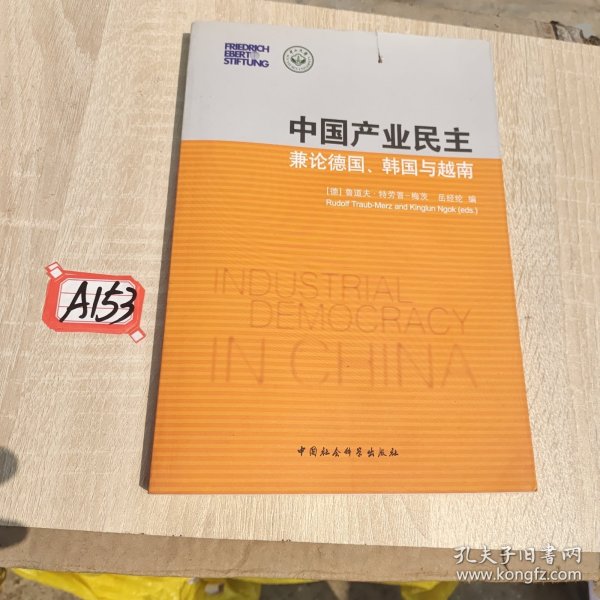 FRIEDRICH
EBERT
STIFTUNG
中国产业民主
兼论德国、韩国与越南
[德] 鲁道夫·特劳普-梅茨 岳经纶 编
Rudolf Traub-Merz and Kinglun Ngok (eds.)
INDUSTRIAL
DEMOCRACY
IN CHINA
中国社会科学出版社
A153
孔夫子旧书网
www.kongfz.com